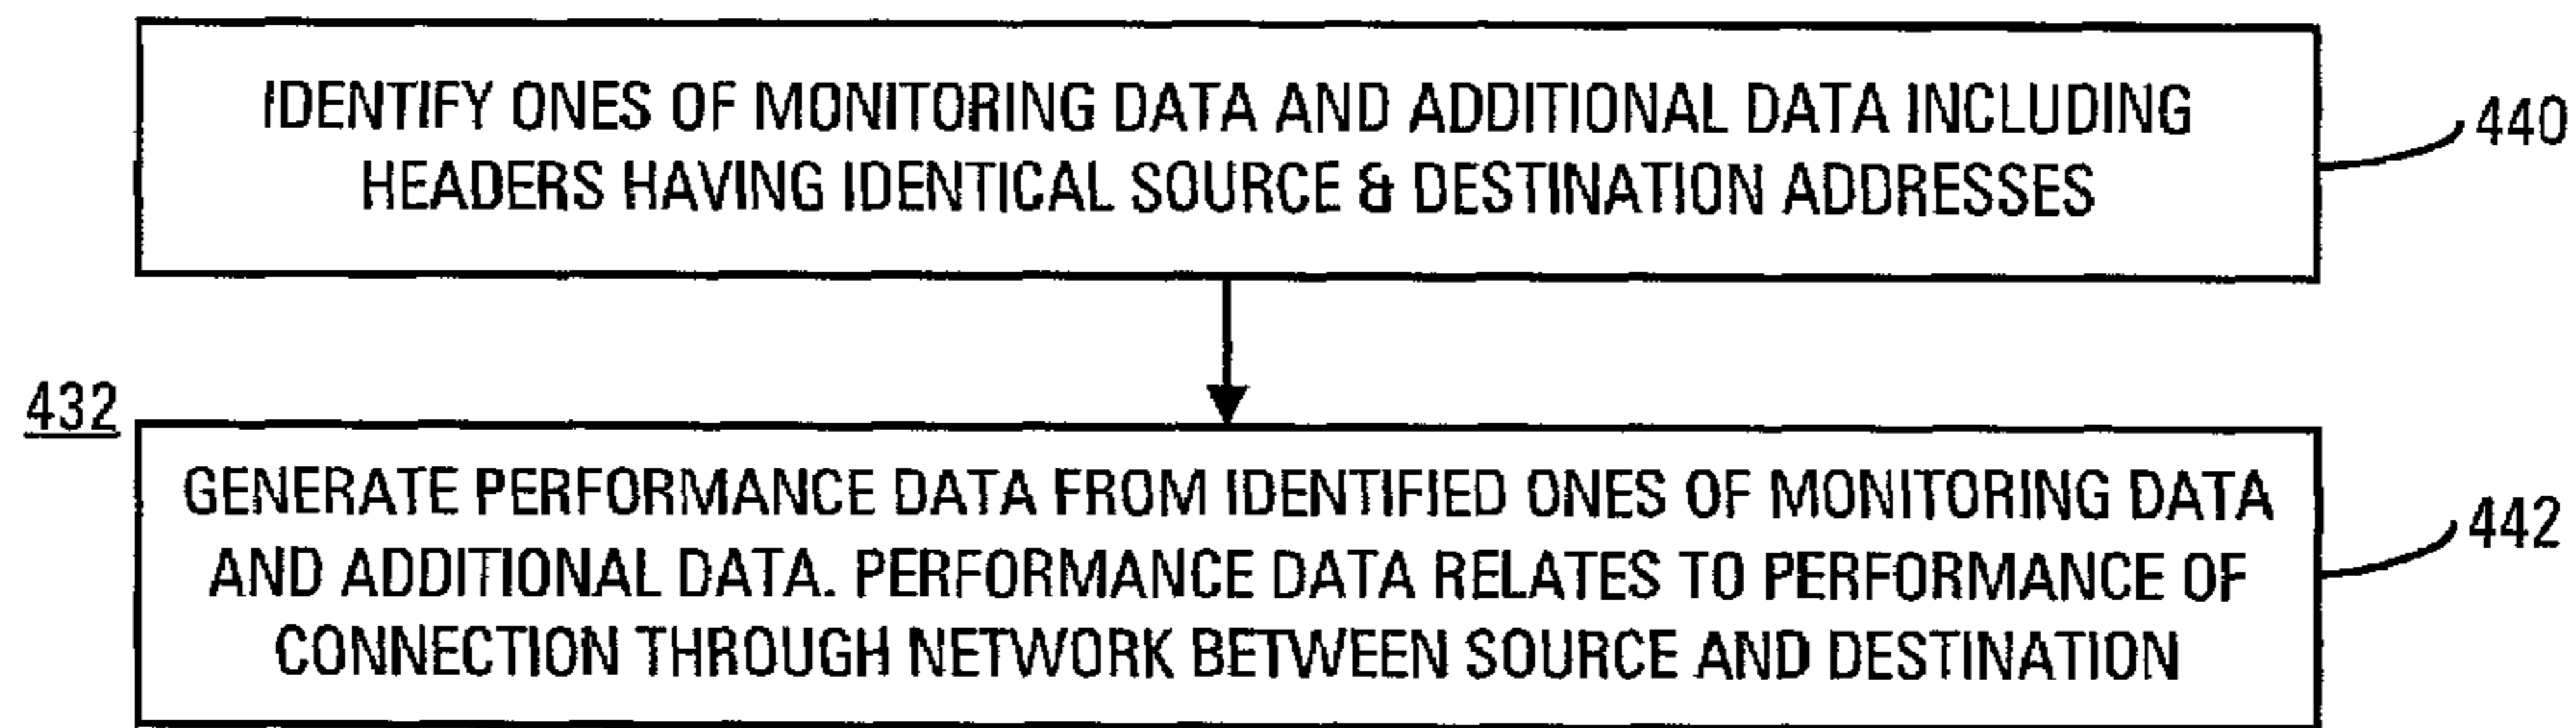 IDENTIFY ONES OF MONITORING DATA AND ADDITIONAL DATA INCLUDING
HEADERS HAVING IDENTICAL SOURCE & DESTINATION ADDRESSES
440
432
GENERATE PERFORMANCE DATA FROM IDENTIFIED ONES OF MONITORING DATA
AND ADDITIONAL DATA. PERFORMANCE DATA RELATES TO PERFORMANCE OF
CONNECTION THROUGH NETWORK BETWEEN SOURCE AND DESTINATION
442